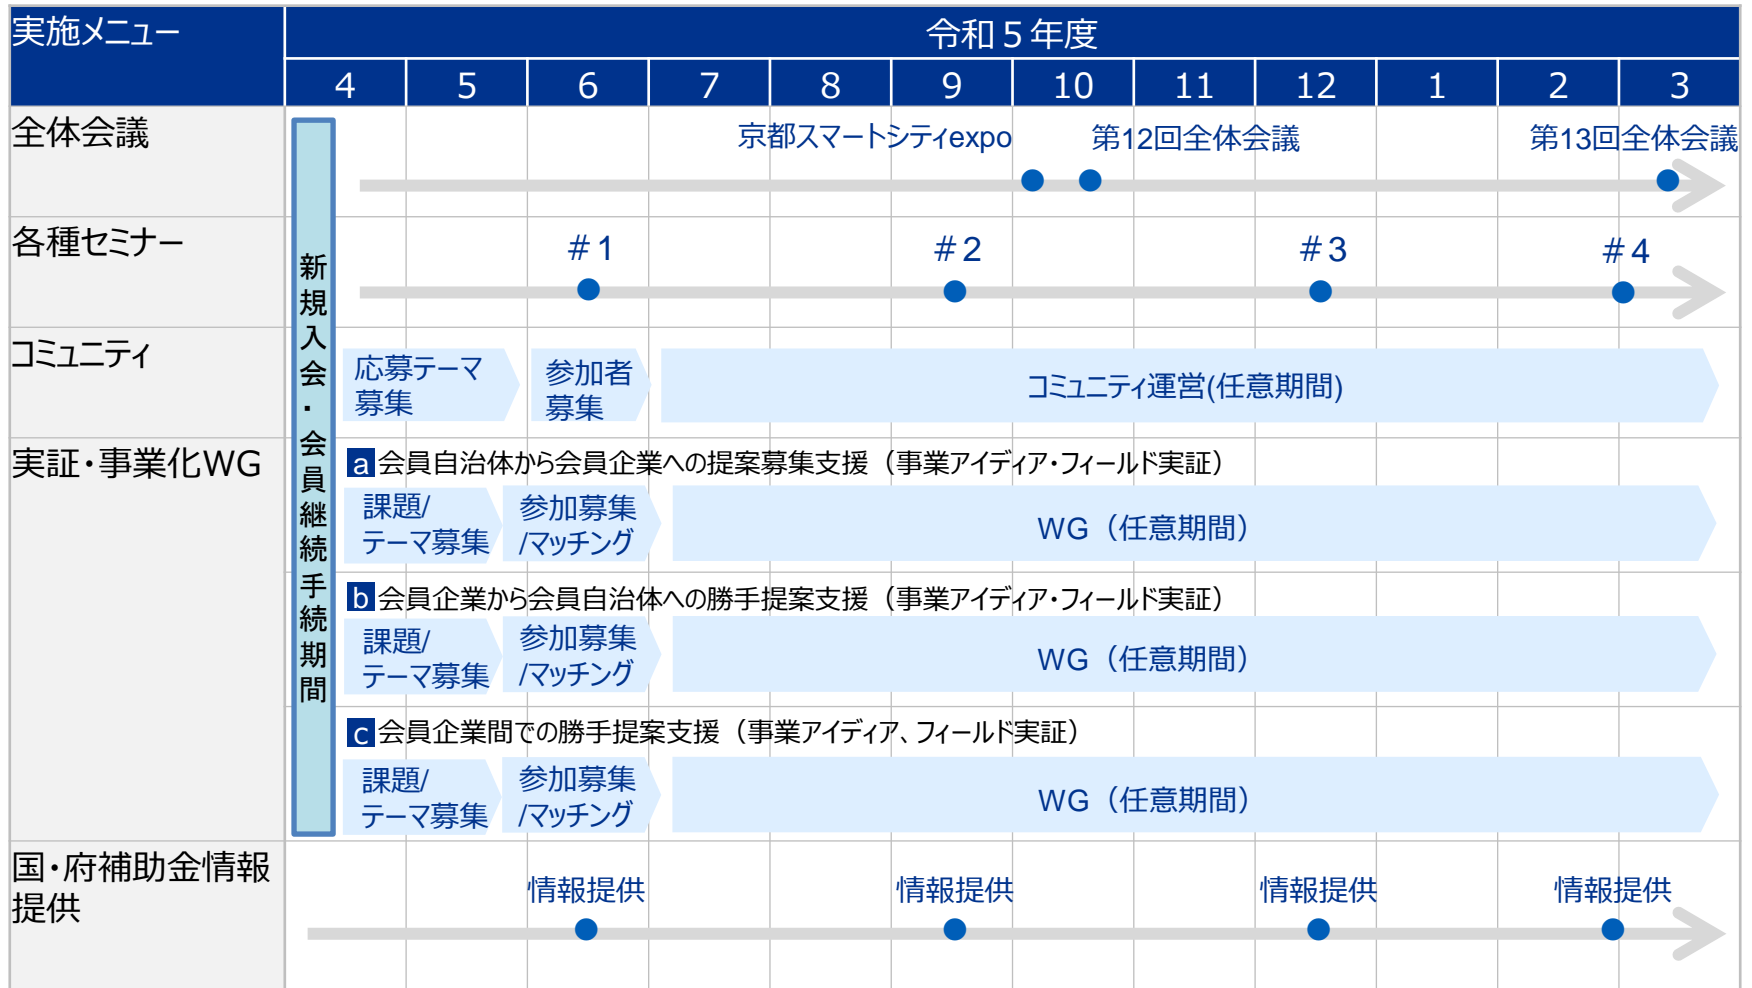 実施メニュー
令和５年度
4 5 6 7 8 9 10 11 12 1 2 3
新規入会・会員継続手続期間
全体会議
京都スマートシティexpo 第12回全体会議 第13回全体会議
各種セミナー
＃1 ＃2 ＃3 ＃4
コミュニティ
応募テーマ
募集
参加者
募集
コミュニティ運営(任意期間)
実証・事業化WG
a 会員自治体から会員企業への提案募集支援（事業アイディア・フィールド実証）
課題/
テーマ募集
参加募集
/マッチング
WG（任意期間）
b 会員企業から会員自治体への勝手提案支援（事業アイディア・フィールド実証）
課題/
テーマ募集
参加募集
/マッチング
WG（任意期間）
c 会員企業間での勝手提案支援（事業アイディア、フィールド実証）
課題/
テーマ募集
参加募集
/マッチング
WG（任意期間）
国・府補助金情報
提供
情報提供 情報提供 情報提供 情報提供